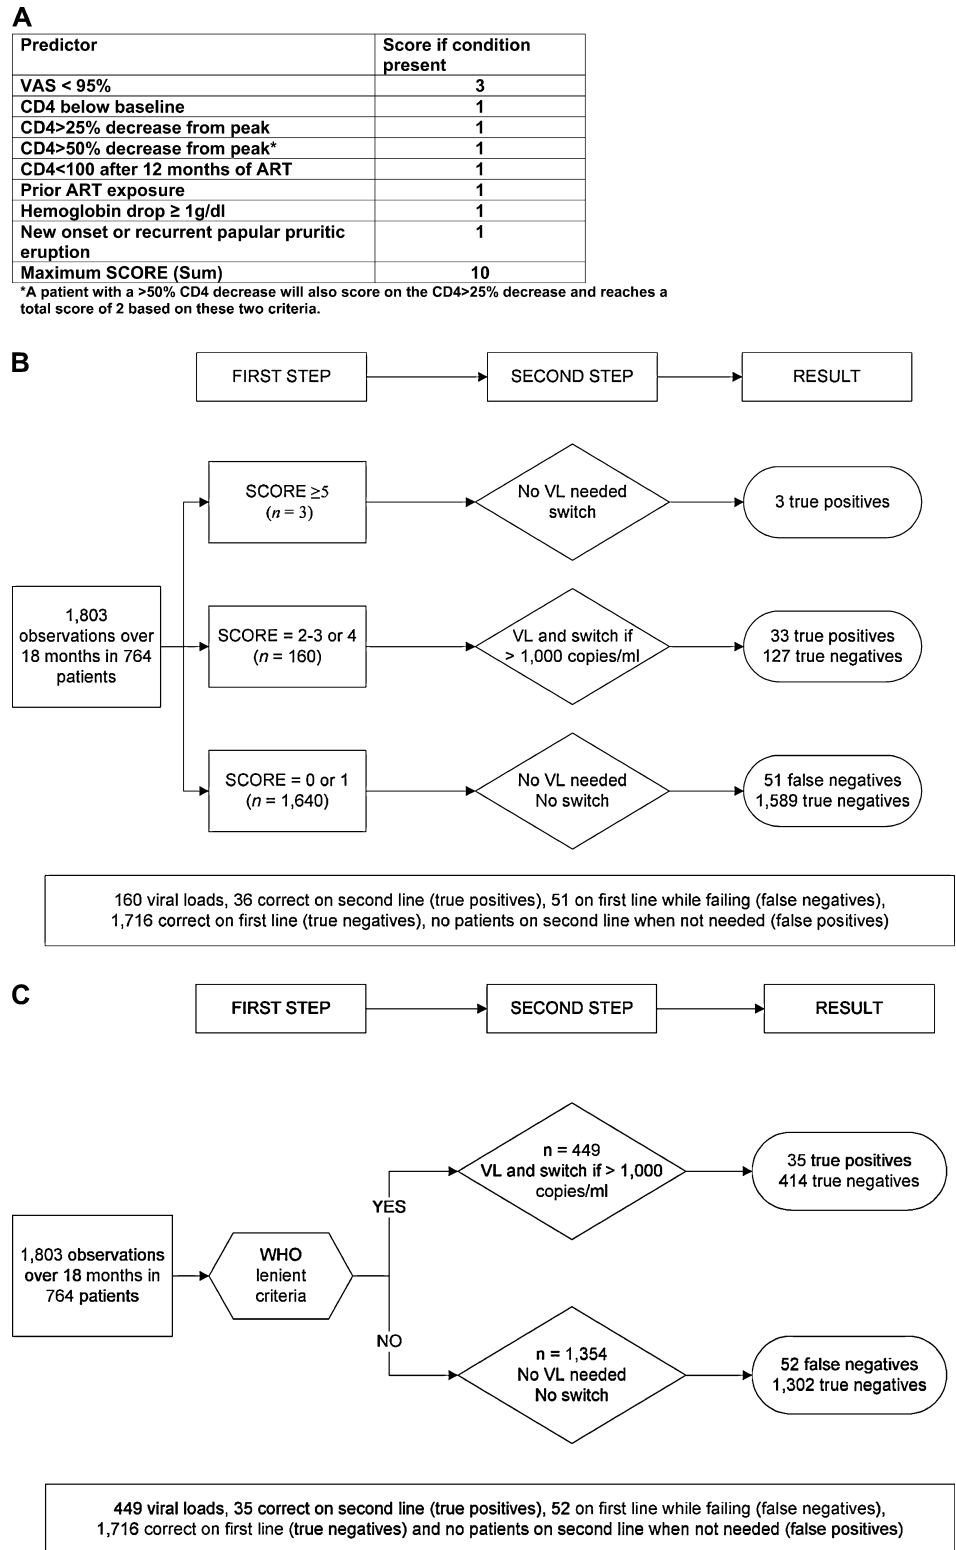 A
Predictor
Score if condition
present
VAS < 95%
3
CD4 below baseline
1
CD4>25% decrease from peak
1
CD4>50% decrease from peak*
1
CD4<100 after 12 months of ART
1
Prior ART exposure
1
Hemoglobin drop ≥ 1g/dl
1
New onset or recurrent papular pruritic
eruption
1
Maximum SCORE (Sum)
10
*A patient with a >50% CD4 decrease will also score on the CD4>25% decrease and reaches a
total score of 2 based on these two criteria.
B
FIRST STEP
SECOND STEP
RESULT
SCORE ≥5
(n = 3)
No VL needed
switch
3 true positives
1,803
observations over
18 months in 764
patients
SCORE = 2-3 or 4
(n = 160)
VL and switch if
> 1,000 copies/ml
33 true positives
127 true negatives
SCORE = 0 or 1
(n = 1,640)
No VL needed
No switch
51 false negatives
1,589 true negatives
160 viral loads, 36 correct on second line (true positives), 51 on first line while failing (false negatives),
1,716 correct on first line (true negatives), no patients on second line when not needed (false positives)
C
FIRST STEP
SECOND STEP
RESULT
n = 449
VL and switch if > 1,000
copies/ml
35 true positives
414 true negatives
YES
1,803 observations
over 18 months in
764 patients
WHO
lenient
criteria
NO
n = 1,354
No VL needed
No switch
52 false negatives
1,302 true negatives
449 viral loads, 35 correct on second line (true positives), 52 on first line while failing (false negatives),
1,716 correct on first line (true negatives) and no patients on second line when not needed (false positives)